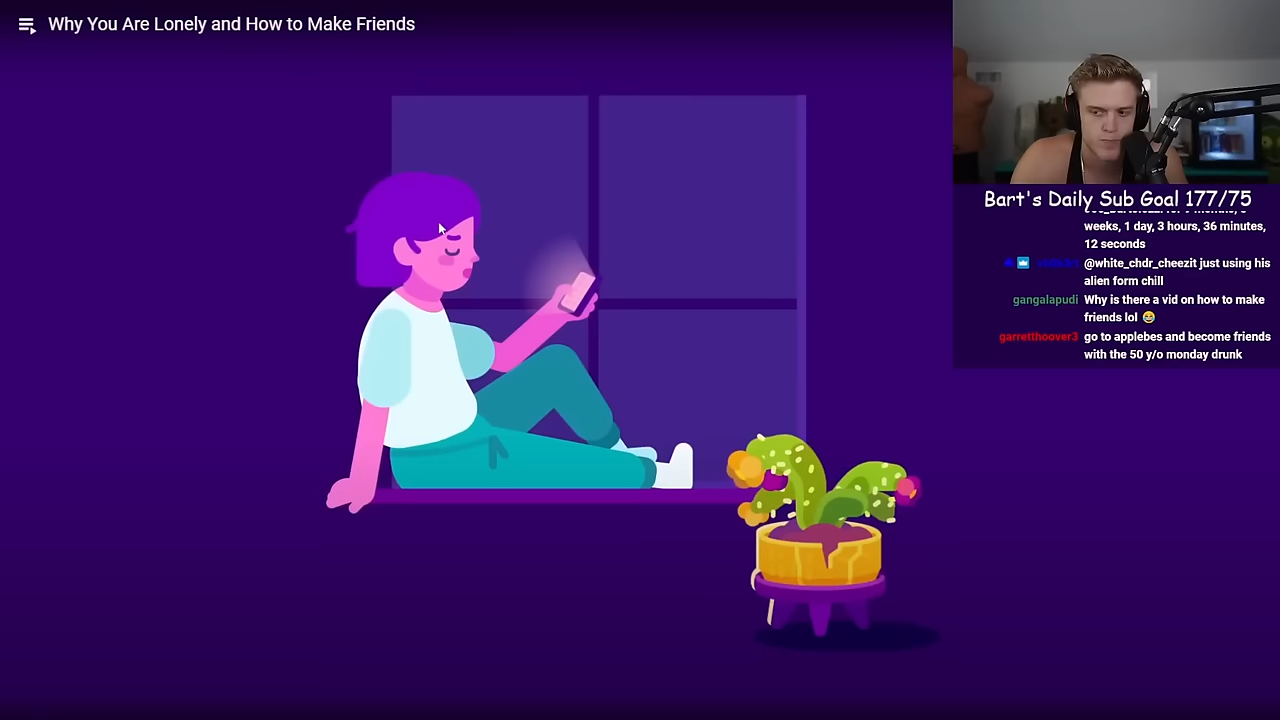 Why You Are Lonely and How to Make Friends
Bart's Daily Sub Goal 177/75
weeks, 1 day, 3 hours, 36 minutes,
12 seconds
@white_chdr_cheezit just using his
alien form chill
gangalapudi Why is there a vid on how to make
friends lol 😂
garretthoover3 go to applebes and become friends
with the 50 y/o monday drunk